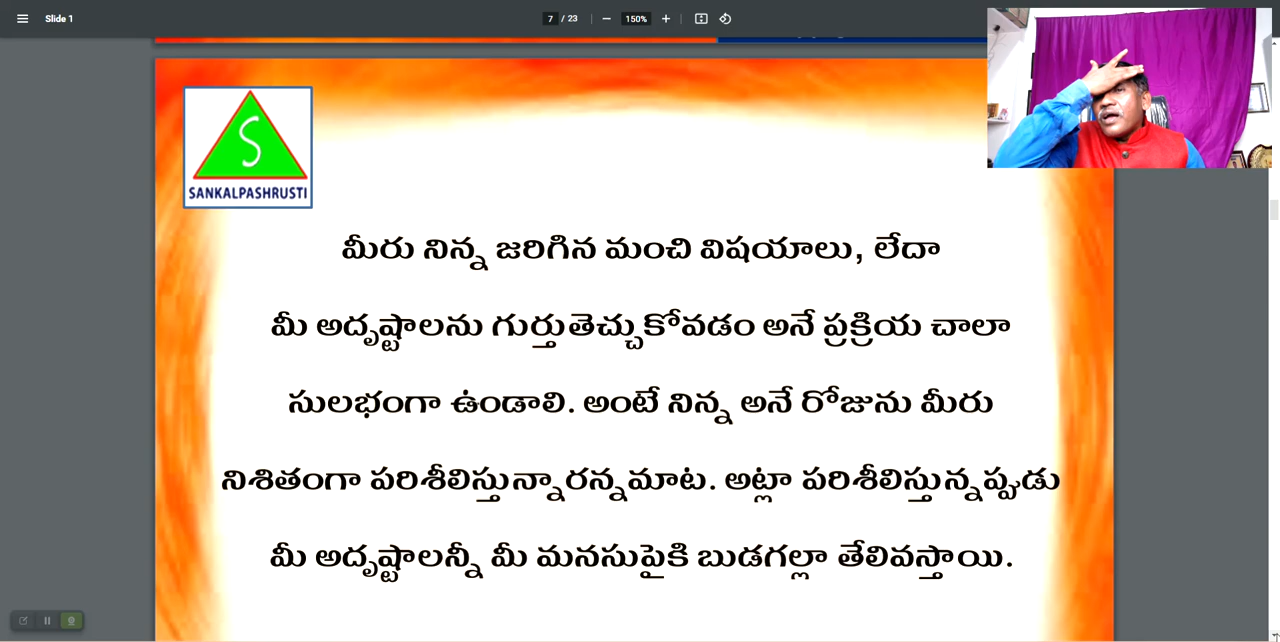 Slide 1
7 / 23
150%
S
SANKALPASHRUSTI
మీరు నిన్న జరిగిన మంచి విషయాలు, లేదా
మీ అదృష్టాలను గుర్తుతెచ్చుకోవడం అనే ప్రక్రియ చాలా
సులభంగా ఉండాలి. అంటే నిన్న అనే రోజును మీరు
నిశితంగా పరిశీలిస్తున్నారన్నమాట. అట్లా పరిశీలిస్తున్నప్పుడు
మీ అదృష్టాలన్నీ మీ మనసుపైకి బుడగల్లా తేలివస్తాయి.